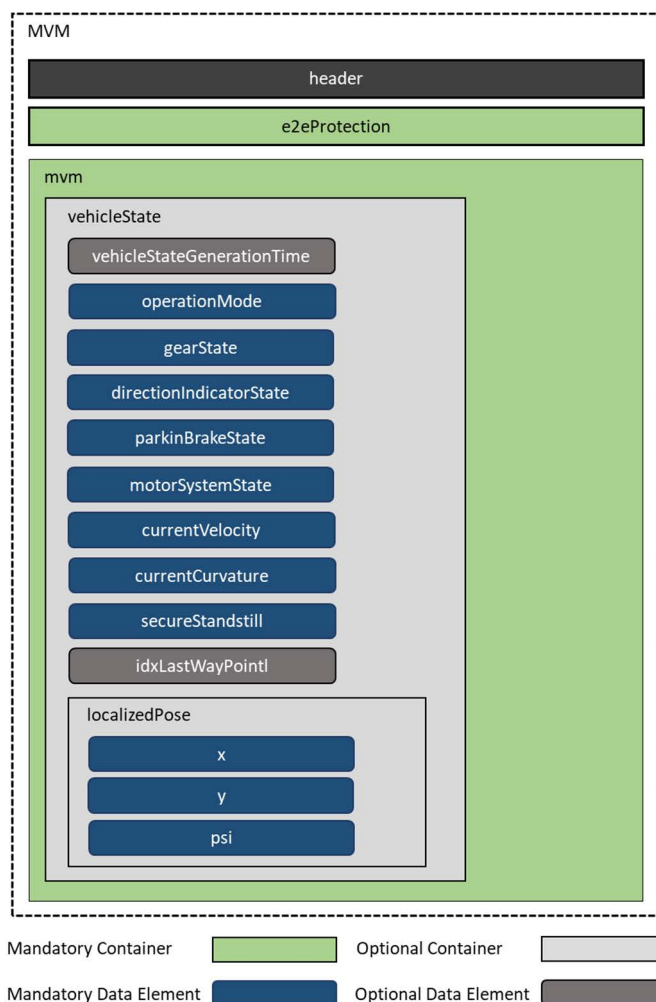 MVM
header
e2eProtection
mvm
vehicleState
vehicleStateGenerationTime
operationMode
gearState
directionIndicatorState
parkinBrakeState
motorSystemState
currentVelocity
currentCurvature
secureStandstill
idxLastWayPointl
localizedPose
x
y
psi
Mandatory Container Optional Container
Mandatory Data Element Optional Data Element